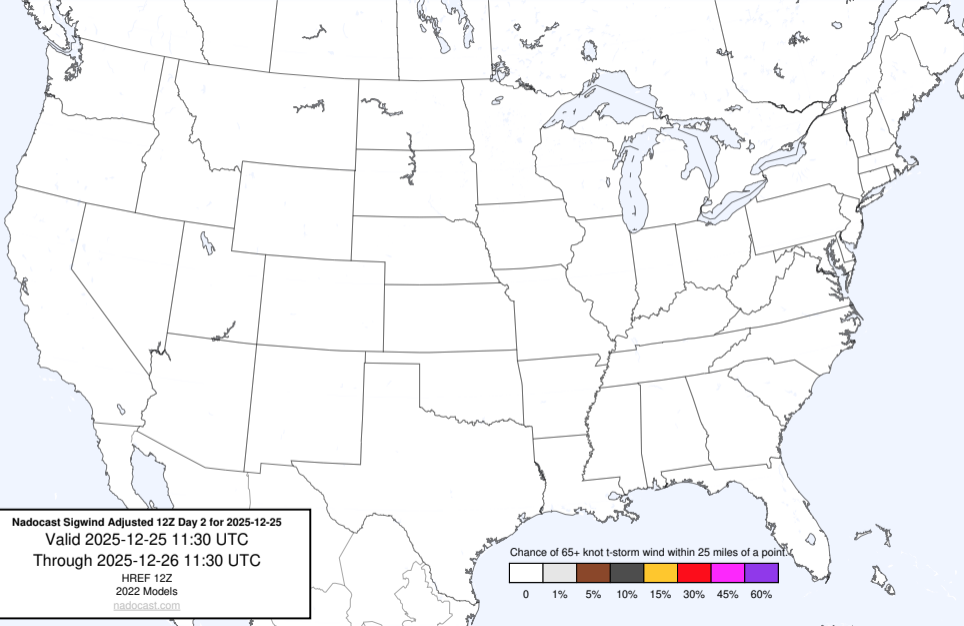 Nadocast Sigwind Adjusted 12Z Day 2 for 2025-12-25
Valid 2025-12-25 11:30 UTC
Through 2025-12-26 11:30 UTC
HREF 12Z
2022 Models
nadocast.com
Chance of 65+ knot t-storm wind within 25 miles of a point.
0 1% 5% 10% 15% 30% 45% 60%